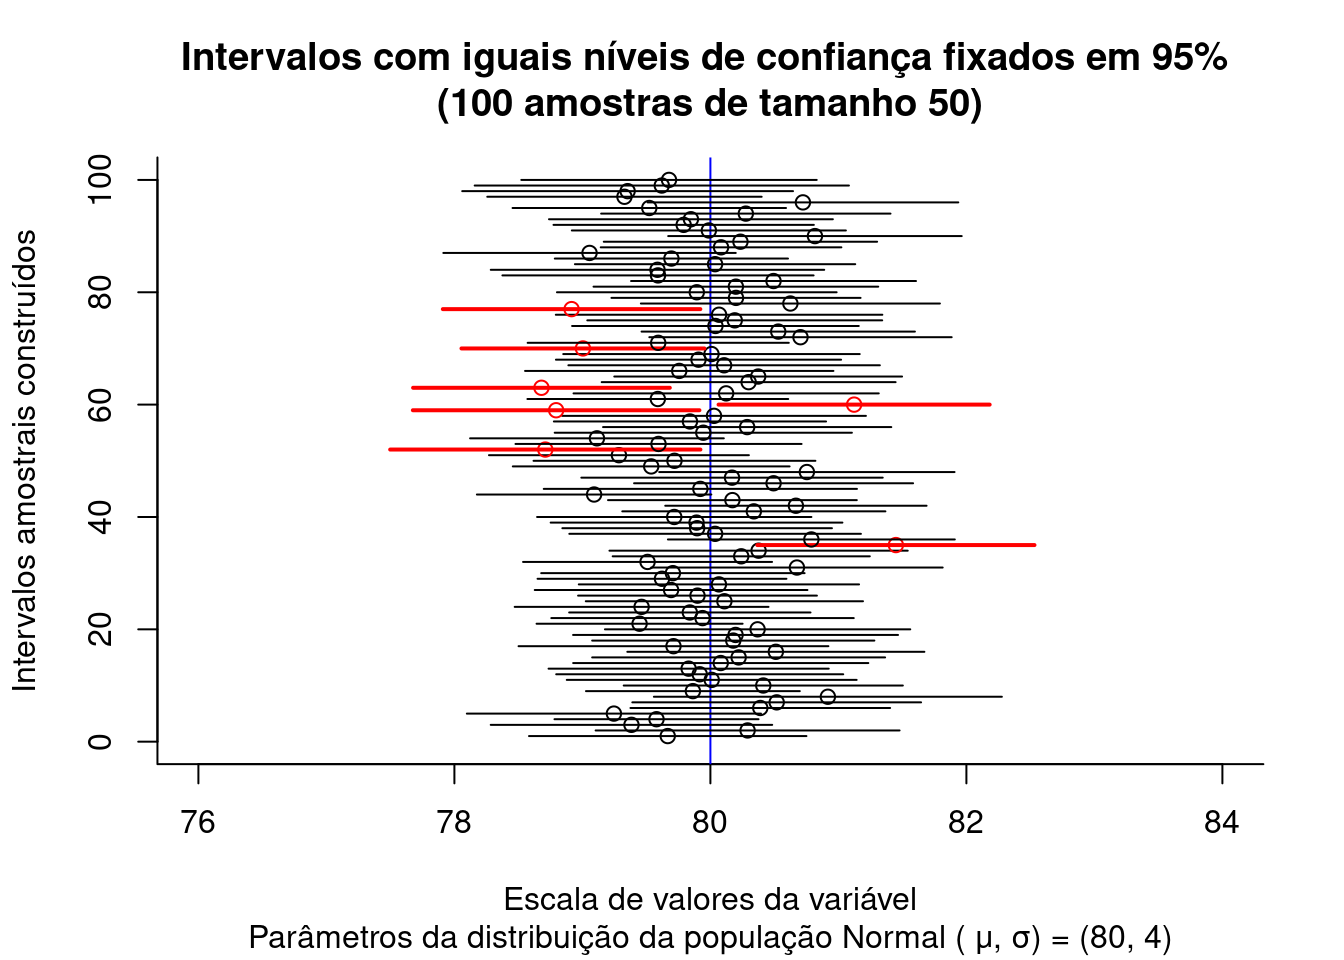 Intervalos com iguais níveis de confiança fixados em 95%
(100 amostras de tamanho 50)
Intervalos amostrais construídos
100
80
60
40
20
0
76 78 80 82 84
Escala de valores da variável
Parâmetros da distribuição da população Normal ( μ, σ) = (80, 4)